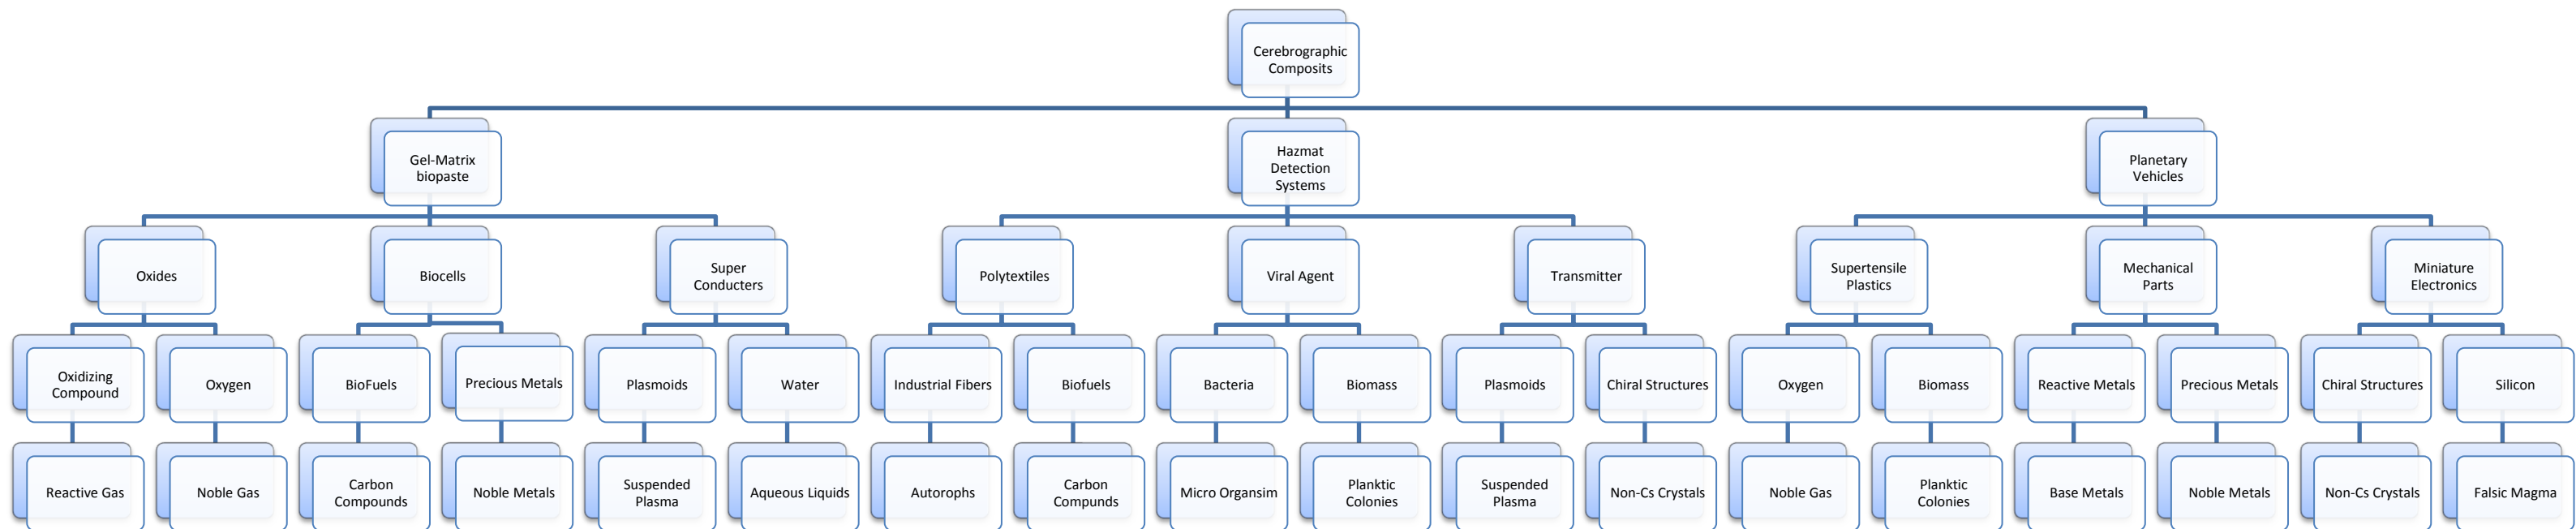 Cerebrographic
Composits
Gel-Matrix
biopaste
Hazmat
Detection
Systems
Planetary
Vehicles
Oxides
Biocells
Super
Conducters
Polytextiles
Viral Agent
Transmitter
Supertensile
Plastics
Mechanical
Parts
Miniature
Electronics
Oxidizing
Compound
Oxygen
BioFuels
Precious Metals
Plasmoids
Water
Industrial Fibers
Biofuels
Bacteria
Biomass
Plasmoids
Chiral Structures
Oxygen
Biomass
Reactive Metals
Precious Metals
Chiral Structures
Silicon
Reactive Gas
Noble Gas
Carbon
Compounds
Noble Metals
Suspended
Plasma
Aqueous Liquids
Autorophs
Carbon
Compunds
Micro Organsim
Planktic
Colonies
Suspended
Plasma
Non-Cs Crystals
Noble Gas
Planktic
Colonies
Base Metals
Noble Metals
Non-Cs Crystals
Falsic Magma